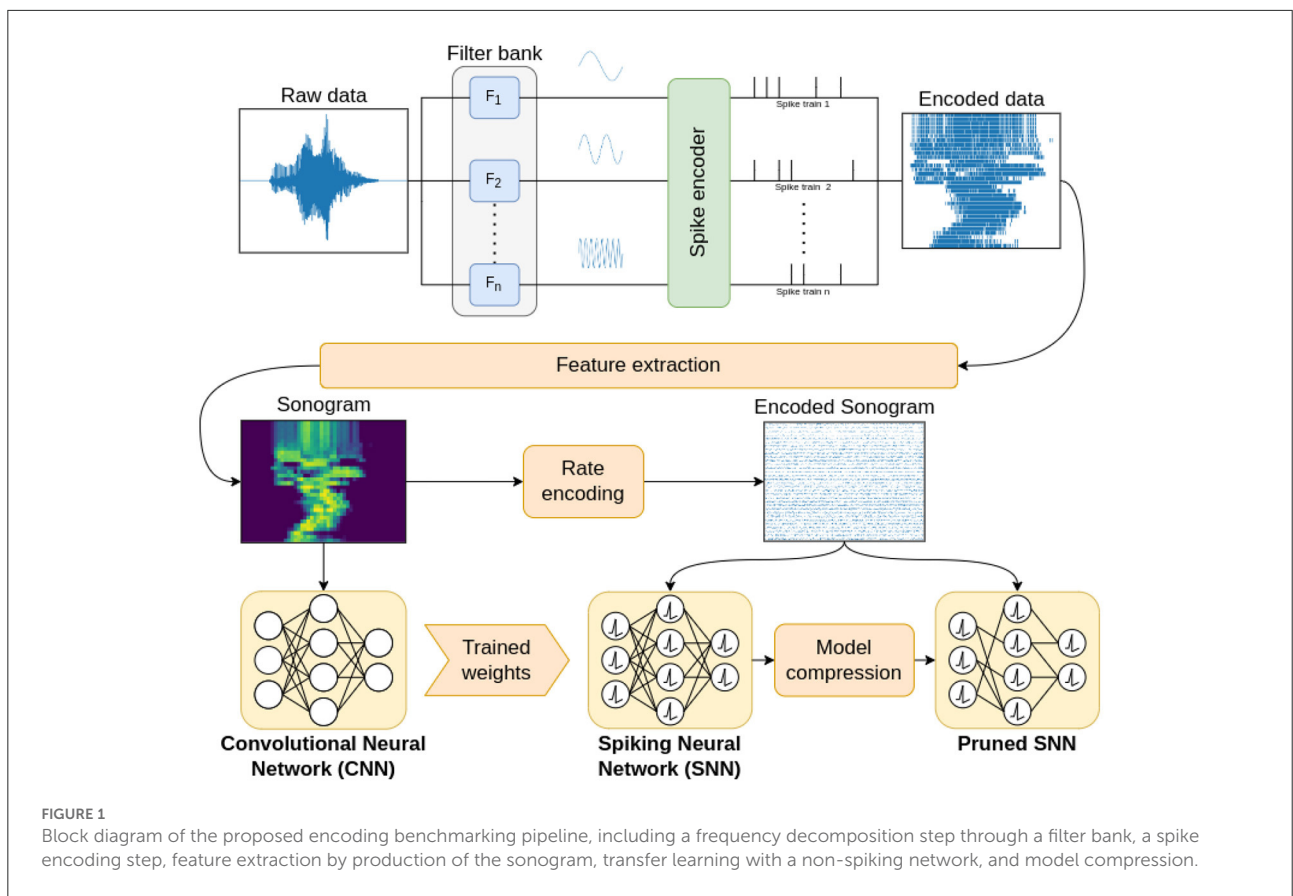 Filter bank
Raw data
Encoded data
F1
F2
Fn
Spike encoder
Spike train 1
Spike train 2
Spike train n
Feature extraction
Sonogram
Encoded Sonogram
Rate
encoding
Trained
weights
Model
compression
Convolutional Neural
Network (CNN)
Spiking Neural
Network (SNN)
Pruned SNN
FIGURE 1
Block diagram of the proposed encoding benchmarking pipeline, including a frequency decomposition step through a filter bank, a spike
encoding step, feature extraction by production of the sonogram, transfer learning with a non-spiking network, and model compression.